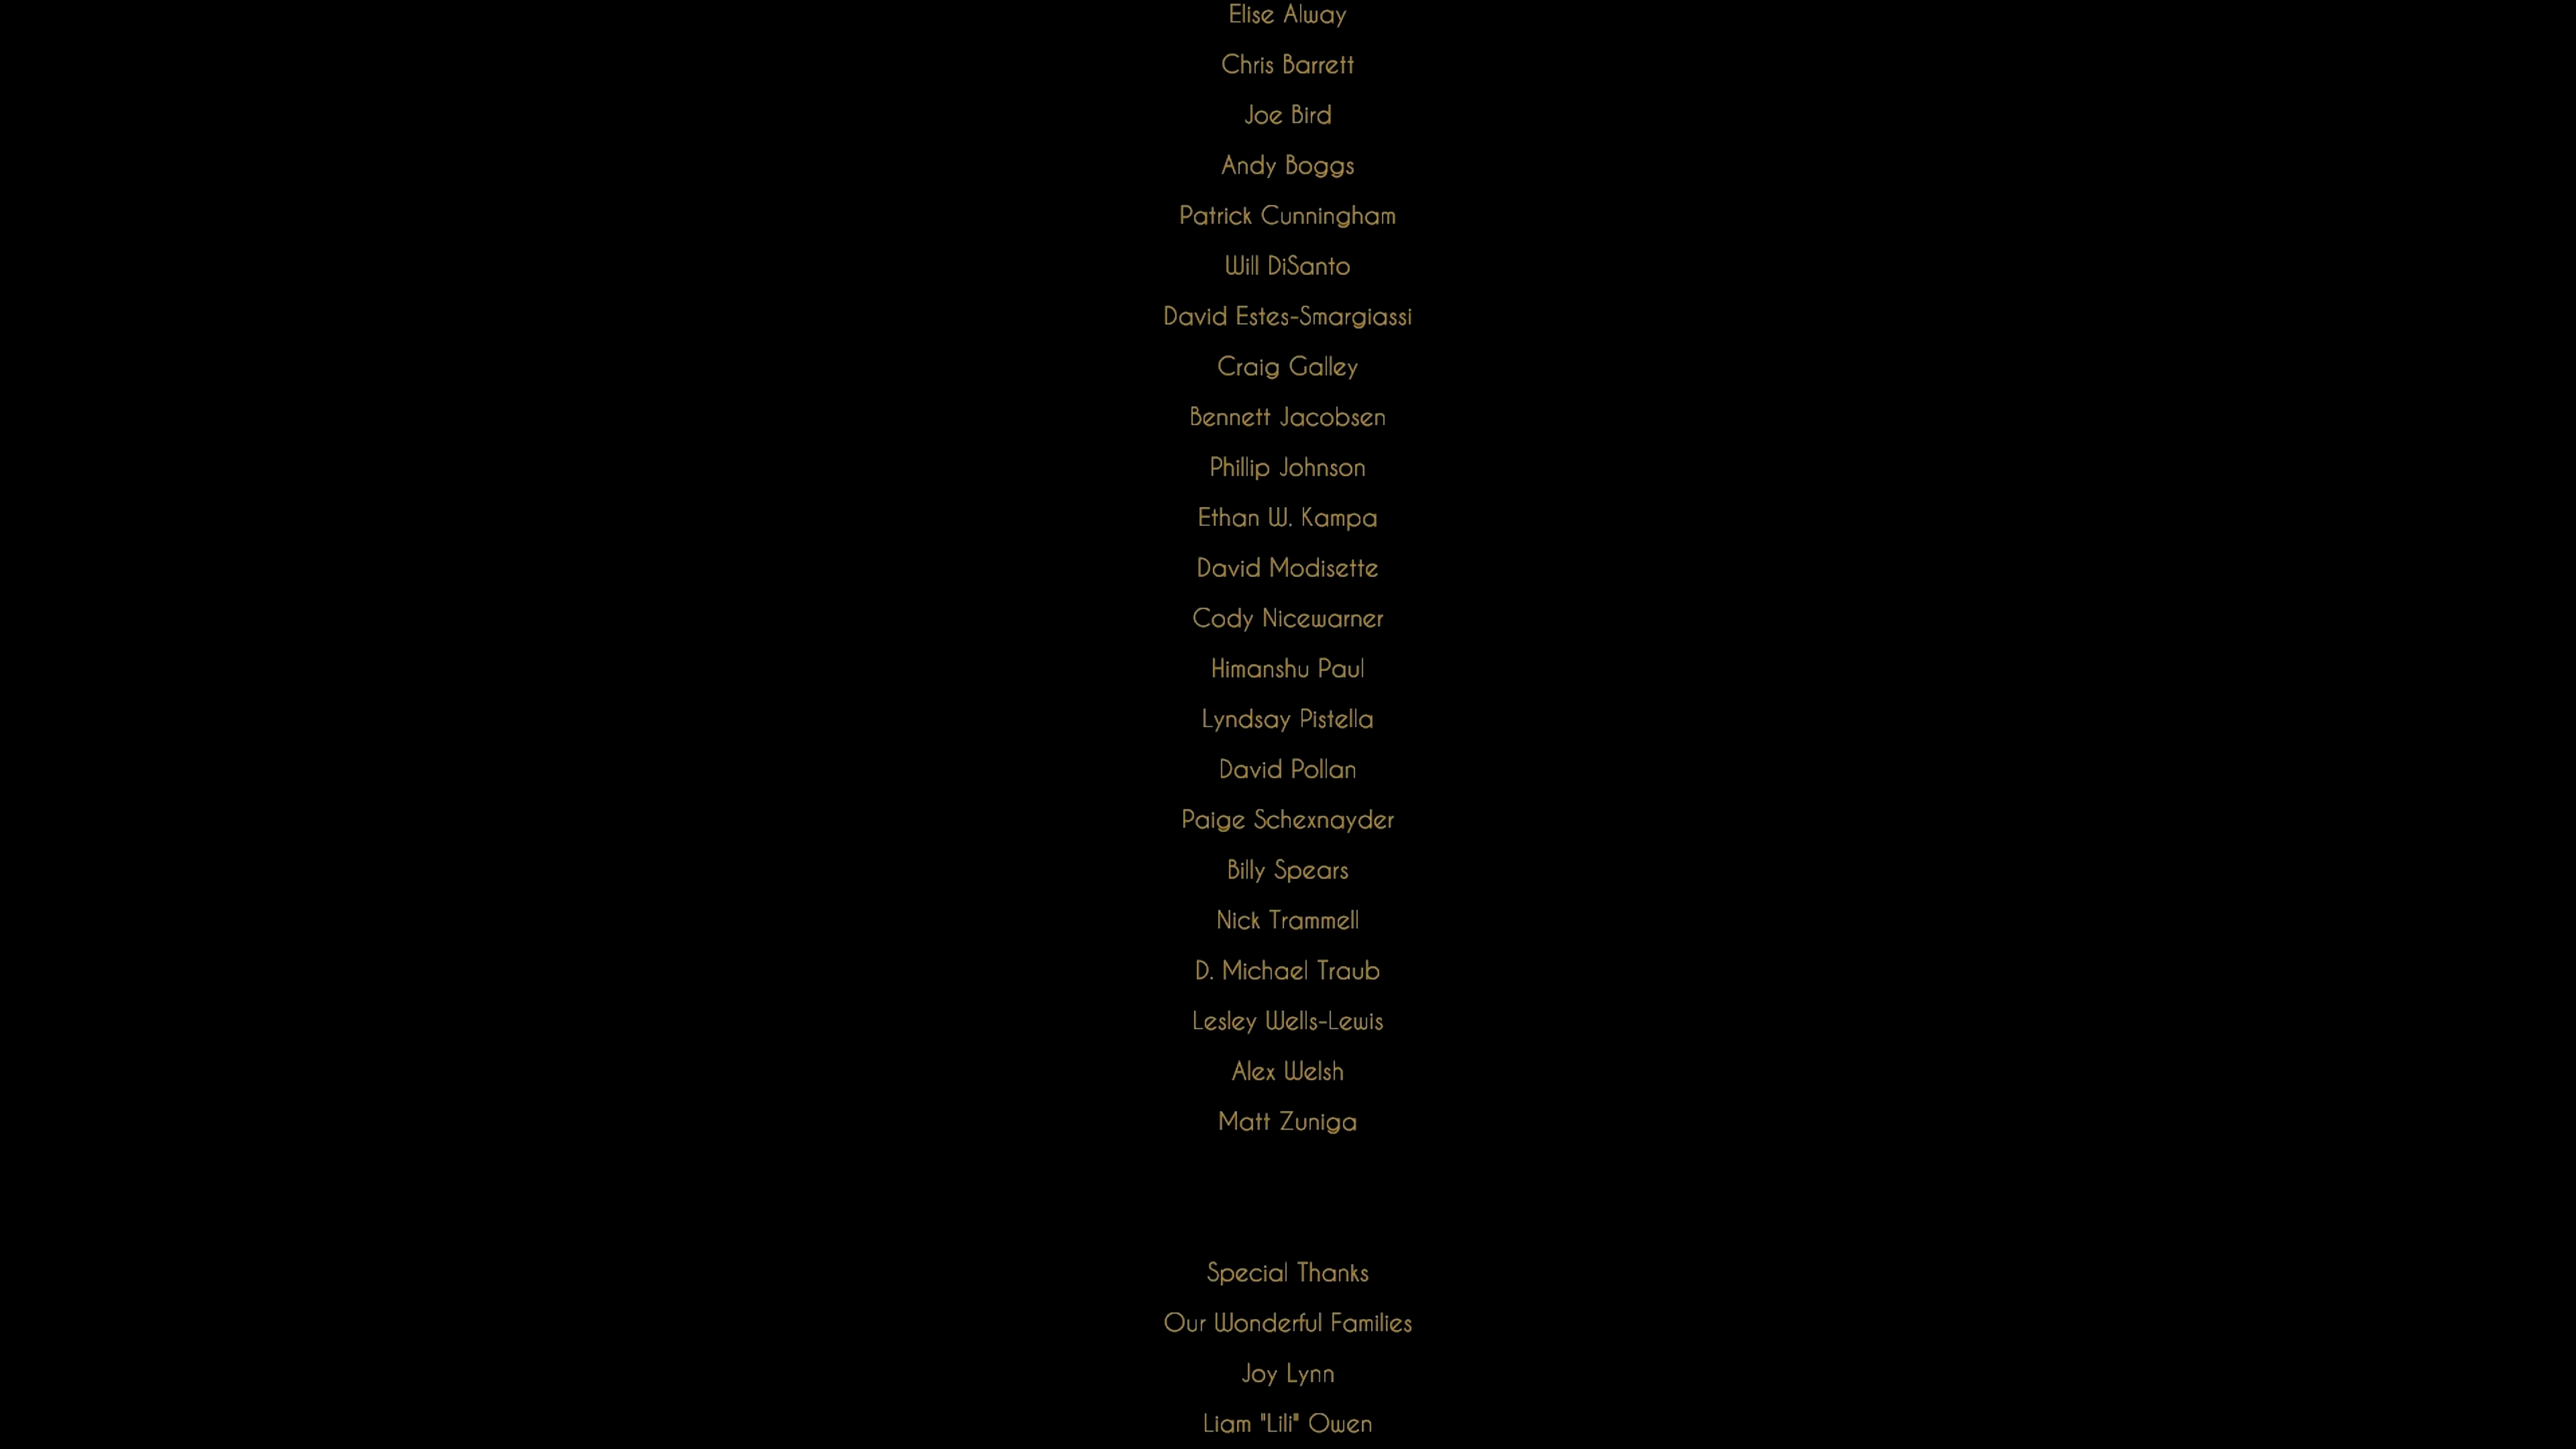 Elise Alway
Chris Barrett
Joe Bird
Andy Boggs
Patrick Cunningham
Will DiSanto
David Estes-Smargiassi
Craig Galley
Bennett Jacobsen
Phillip Johnson
Ethan W. Kampa
David Modisette
Cody Nicewarner
Himanshu Paul
Lyndsay Pistella
David Pollan
Paige Schexnayder
Billy Spears
Nick Trammell
D. Michael Traub
Lesley Wells-Lewis
Alex Welsh
Matt Zuniga
Special Thanks
Our Wonderful Families
Joy Lynn
Liam "Lili" Owen